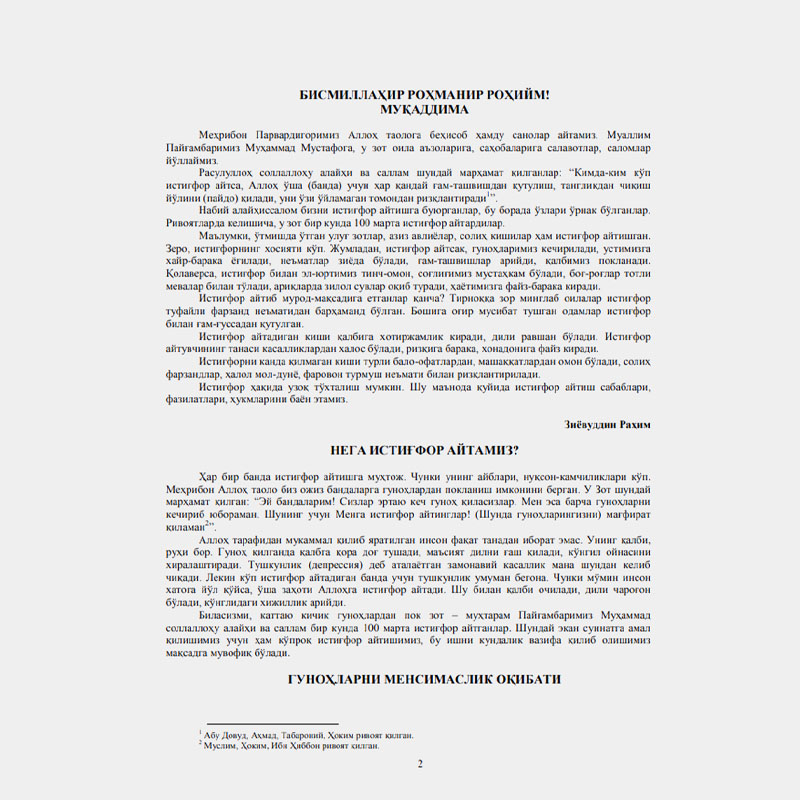 БИСМИЛЛАҲИР РОҲМАНИР РОҲИЙМ!
МУҚАДДИМА
Меҳрибон Парвардигоримиз Аллоҳ таолога беҳисоб ҳамду санолар айтамиз. Муаллим
Пайғамбаримиз Муҳаммад Мустафога, у зот оила аъзоларига, саҳобаларига салавотлар, саломлар
йўллаймиз.
Расулуллоҳ соллаллоҳу алайҳи ва саллам шундай марҳамат қилганлар: “Кимда-ким кўп
истиғфор айтса, Аллоҳ ўша (банда) учун ҳар қандай ғам-ташвишдан қутулиш, тангликдан чиқиш
йўлини (пайдо) қилади, уни ўзи ўйламаган томондан ризқлантиради¹”.
Набий алайҳиссалом бизни истиғфор айтишга буюрганлар, бу борада ўзлари ўрнак бўлганлар.
Ривоятларда келишича, у зот бир кунда 100 марта истиғфор айтардилар.
Маълумки, ўтмишда ўтган улуғ зотлар, азиз авлиёлар, солиҳ кишилар ҳам истиғфор айтишган.
Зеро, истиғфорнинг хосияти кўп. Жумладан, истиғфор айтсак, гуноҳларимиз кечирилади, устимизга
хайр-барака ёғилади, неъматлар зиёда бўлади, ғам-ташвишлар арийди, қалбимиз покланади.
Қолаверса, истиғфор билан эл-юртимиз тинч-омон, соғлиғимиз мустаҳкам бўлади, боғ-роғлар тотли
мевалар билан тўлади, ариқларда зилол сувлар оқиб туради, ҳаётимизга файз-барака киради.
Истиғфор айтиб мурод-мақсадига етганлар қанча? Тирноққа зор минглаб оилалар истиғфор
туфайли фарзанд неъматидан барҳаманд бўлган. Бошига оғир мусибат тушган одамлар истиғфор
билан ғам-ғуссадан қутулган.
Истиғфор айтадиган киши қалбига хотиржамлик киради, дили равшан бўлади. Истиғфор
айтувчининг танаси касалликлардан халос бўлади, ризқига барака, хонадонига файз киради.
Истиғфорни канда қилмаган киши турли бало-офатлардан, машаққатлардан омон бўлади, солиҳ
фарзандлар, ҳалол мол-дунё, фаровон турмуш неъмати билан ризқлантирилади.
Истиғфор ҳақида узоқ тўхталиш мумкин. Шу маънода қуйида истиғфор айтиш сабаблари,
фазилатлари, ҳукмларини баён этамиз.
Зиёвуддин Раҳим
НЕГА ИСТИҒФОР АЙТАМИЗ?
Ҳар бир банда истиғфор айтишга муҳтож. Чунки унинг айблари, нуқсон-камчиликлари кўп.
Меҳрибон Аллоҳ таоло биз ожиз бандаларга гуноҳлардан покланиш имконини берган. У Зот шундай
марҳамат қилган: “Эй бандаларим! Сизлар эртаю кеч гуноҳ қиласизлар. Мен эса барча гуноҳларни
кечириб юбораман. Шунинг учун Менга истиғфор айтинглар! (Шунда гуноҳларингизни) мағфират
қиламан²”.
Аллоҳ тарафидан мукаммал қилиб яратилган инсон фақат танадан иборат эмас. Унинг қалби,
руҳи бор. Гуноҳ қилганда қалбга қора доғ тушади, маъсият дилни ғаш қилади, кўнгил ойнасини
хиралаштиради. Тушкунлик (депрессия) деб аталаётган замонавий касаллик мана шундан келиб
чиқади. Лекин кўп истиғфор айтадиган банда учун тушкунлик умуман бегона. Чунки мўмин инсон
хатога йўл қўйса, ўша заҳоти Аллоҳга истиғфор айтади. Шу билан қалби очилади, дили чароғон
бўлади, кўнглидаги хижиллик арийди.
Биласизми, каттаю кичик гуноҳлардан пок зот – муҳтарам Пайғамбаримиз Муҳаммад
соллаллоҳу алайҳи ва саллам бир кунда 100 марта истиғфор айтганлар. Шундай экан суннатга амал
қилишимиз учун ҳам кўпроқ истиғфор айтишимиз, бу ишни кундалик вазифа қилиб олишимиз
мақсадга мувофиқ бўлади.
ГУНОҲЛАРНИ МЕНСИМАСЛИК ОҚИБАТИ
¹ Абу Довуд, Аҳмад, Табароний, Ҳоким ривоят қилган.
² Муслим, Ҳоким, Ибн Ҳиббон ривоят қилган.
2